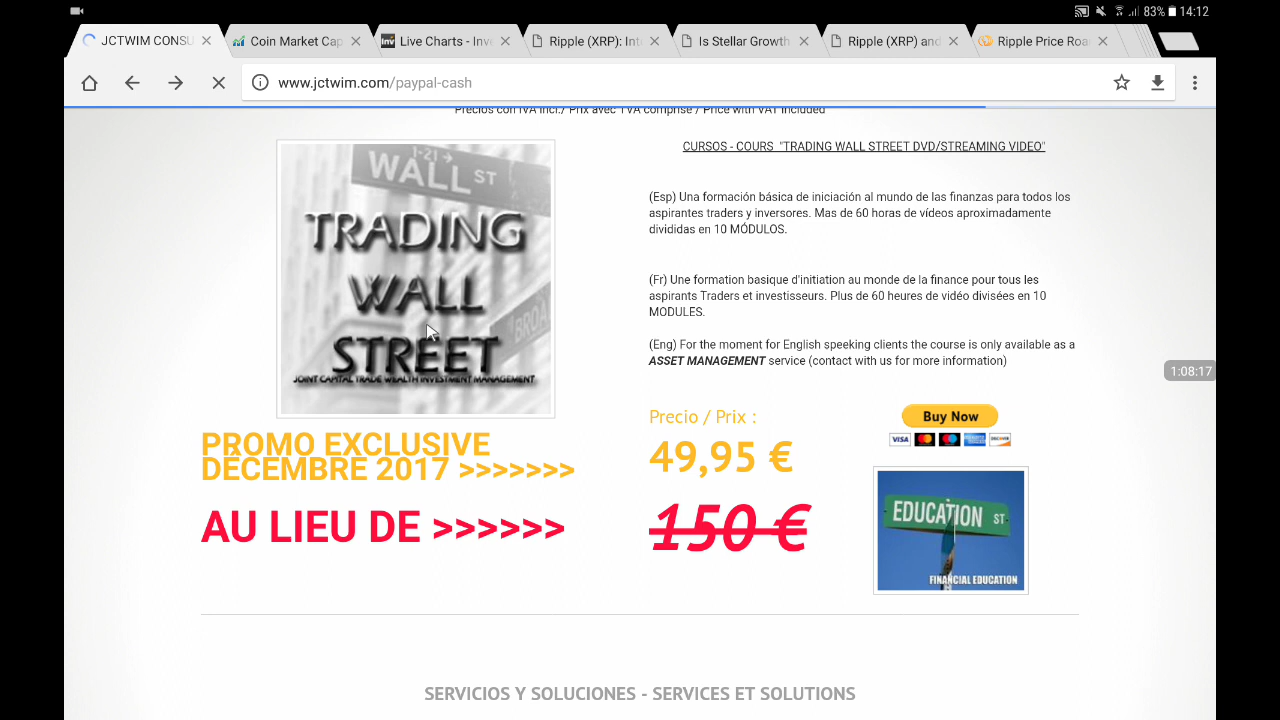 83% 14:12
JCTWIM CONSU
Coin Market Cap
Live Charts - Inve
Ripple (XRP): Int
Is Stellar Growth
Ripple (XRP) and
Ripple Price Roa
www.jctwim.com/paypal-cash
Precios con IVA incl./ Prix avec TVA comprise / Price with VAT included
1-21
WALL ST
TRADING
WALL
STREET
JOINT CAPITAL TRADE WEALTH INVESTMENT MANAGEMENT
BROAD
CURSOS - COURS "TRADING WALL STREET DVD/STREAMING VIDEO"
(Esp) Una formación básica de iniciación al mundo de las finanzas para todos los
aspirantes traders y inversores. Mas de 60 horas de vídeos aproximadamente
divididas en 10 MÓDULOS.
(Fr) Une formation basique d'initiation au monde de la finance pour tous les
aspirants Traders et investisseurs. Plus de 60 heures de vidéo divisées en 10
MODULES.
(Eng) For the moment for English speeking clients the course is only available as a
ASSET MANAGEMENT service (contact with us for more information)
1:08:17
PROMO EXCLUSIVE
DÉCEMBRE 2017 >>>>>>>
AU LIEU DE >>>>>>
Precio / Prix :
49,95 €
150 €
Buy Now
VISA
DISCOVER
EDUCATION ST.
FINANCIAL EDUCATION
SERVICIOS Y SOLUCIONES - SERVICES ET SOLUTIONS